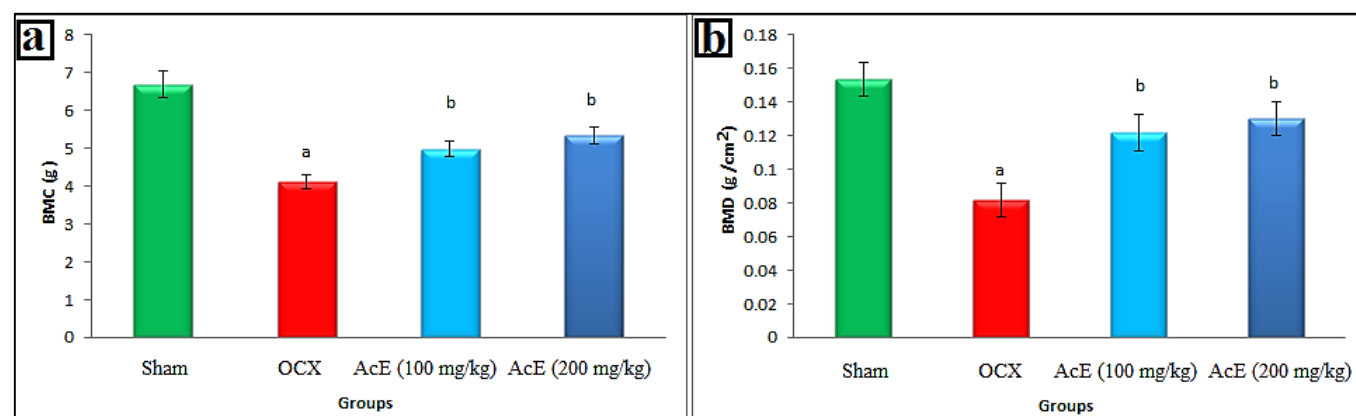 a
8
7
6
5
4
3
2
1
0
BMC (g)
a
b
b
Sham OCX AcE (100 mg/kg) AcE (200 mg/kg)
Groups
b
0.18
0.16
0.14
0.12
0.1
0.08
0.06
0.04
0.02
0
BMD (g /cm²)
a
b
b
Sham OCX AcE (100 mg/kg) AcE (200 mg/kg)
Groups